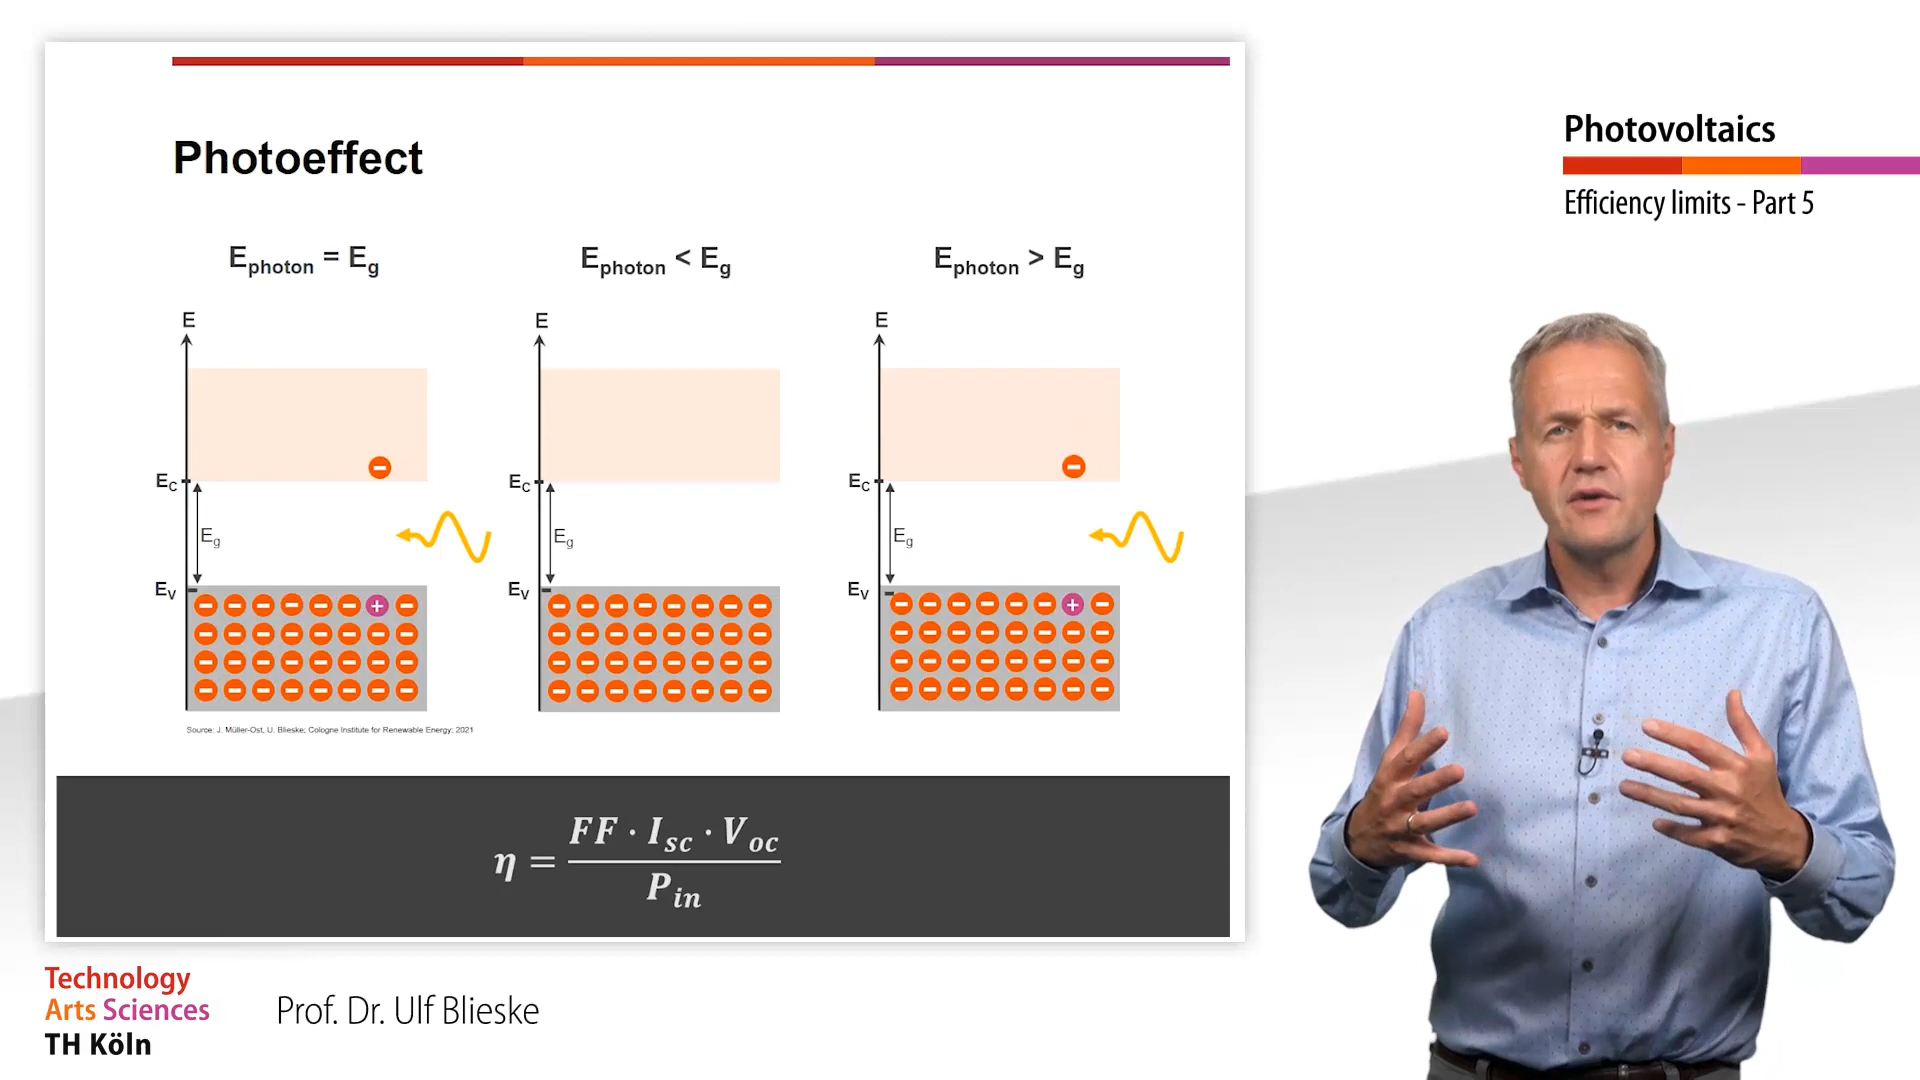 Photoeffect
E_photon = E_g
E_photon < E_g
E_photon > E_g
E
E
E
E_C
E_C
E_C
E_g
E_g
E_g
E_V
E_V
E_V
Source: J. Müller-Ost, U. Blieske; Cologne Institute for Renewable Energy; 2021
η = FF · I_sc · V_oc / P_in
Photovoltaics
Efficiency limits - Part 5
Technology
Arts Sciences
TH Köln
Prof. Dr. Ulf Blieske